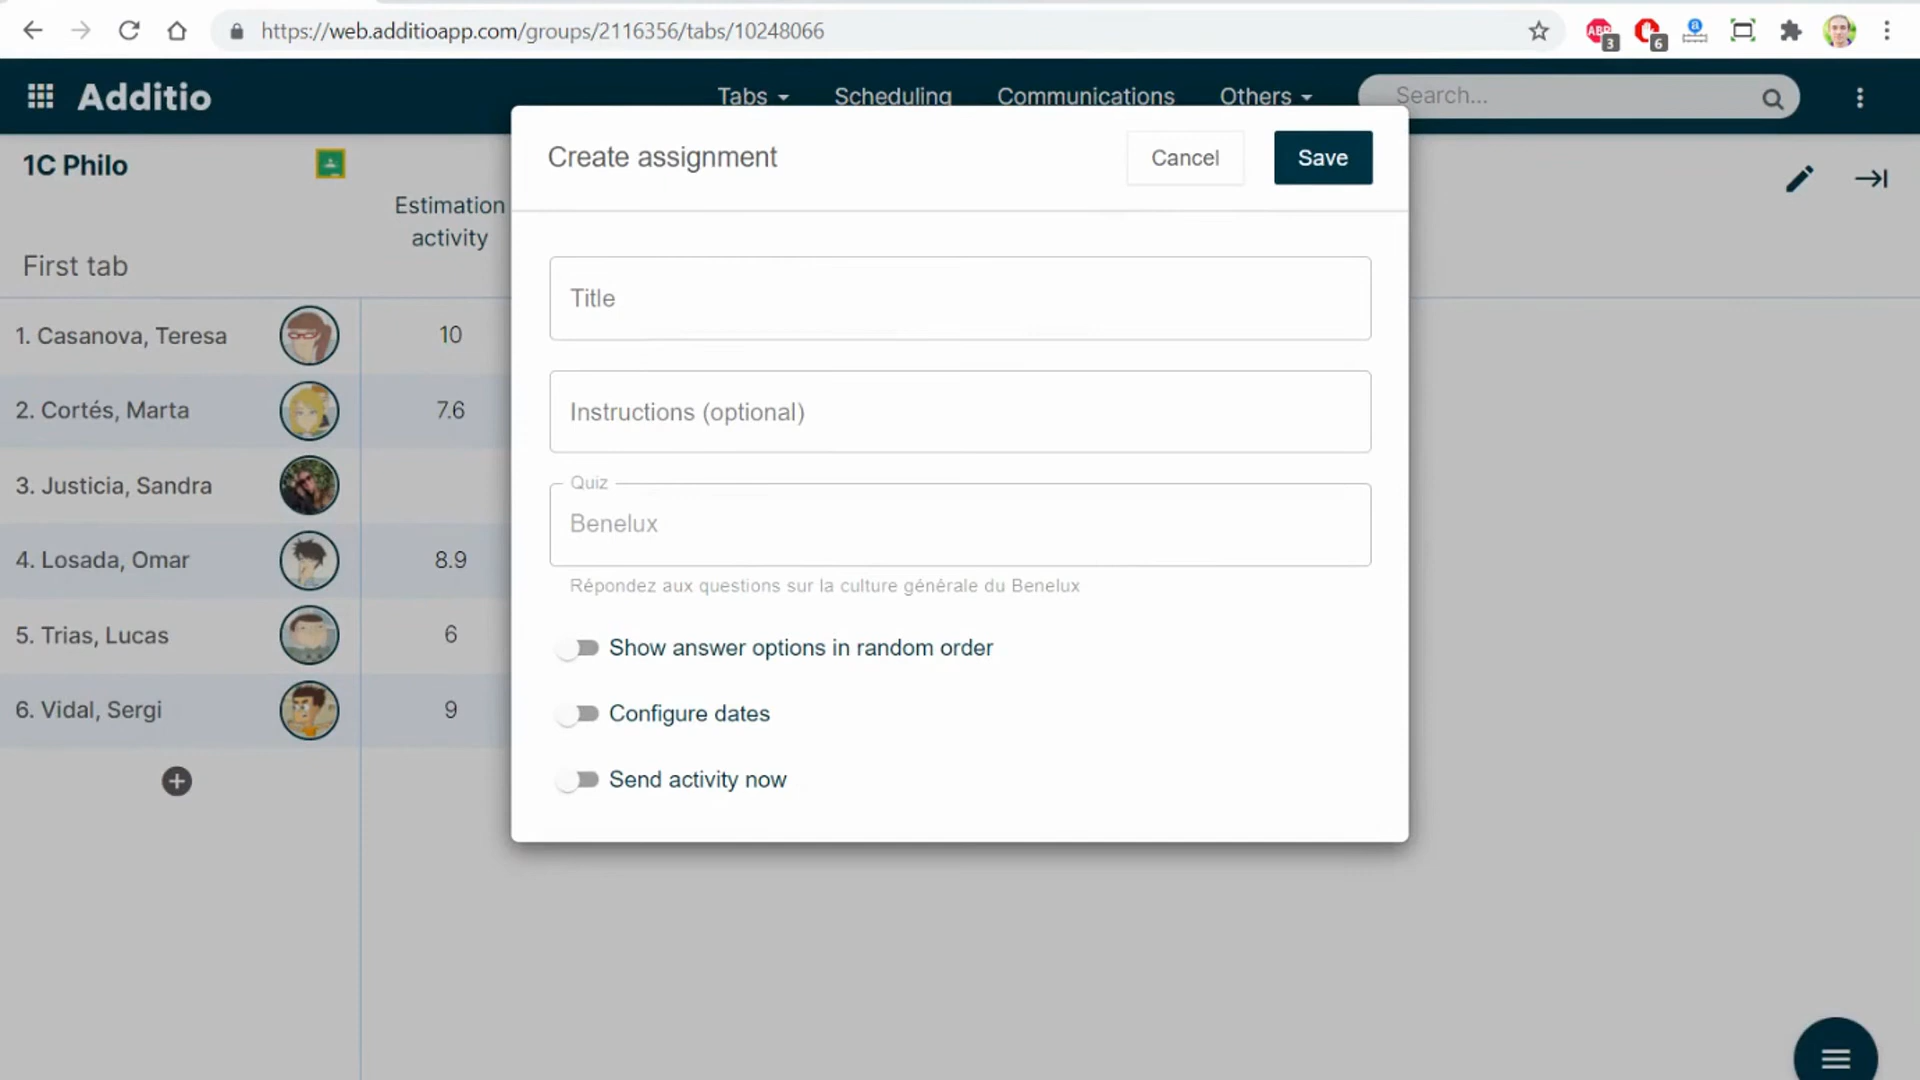 https://web.additioapp.com/groups/2116356/tabs/10248066
ABP
3
6
a
Additio
Tabs
Scheduling
Communications
Others
Search...
1C Philo
Estimation
activity
First tab
1. Casanova, Teresa
10
2. Cortés, Marta
7.6
3. Justicia, Sandra
4. Losada, Omar
8.9
5. Trias, Lucas
6
6. Vidal, Sergi
9
Create assignment
Cancel
Save
Title
Instructions (optional)
Quiz
Benelux
Répondez aux questions sur la culture générale du Benelux
Show answer options in random order
Configure dates
Send activity now